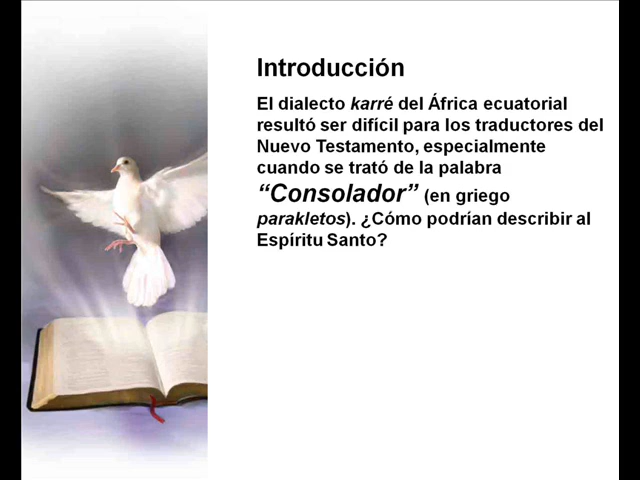 Introducción
El dialecto karré del África ecuatorial
resultó ser difícil para los traductores del
Nuevo Testamento, especialmente
cuando se trató de la palabra
“Consolador” (en griego
parakletos). ¿Cómo podrían describir al
Espíritu Santo?